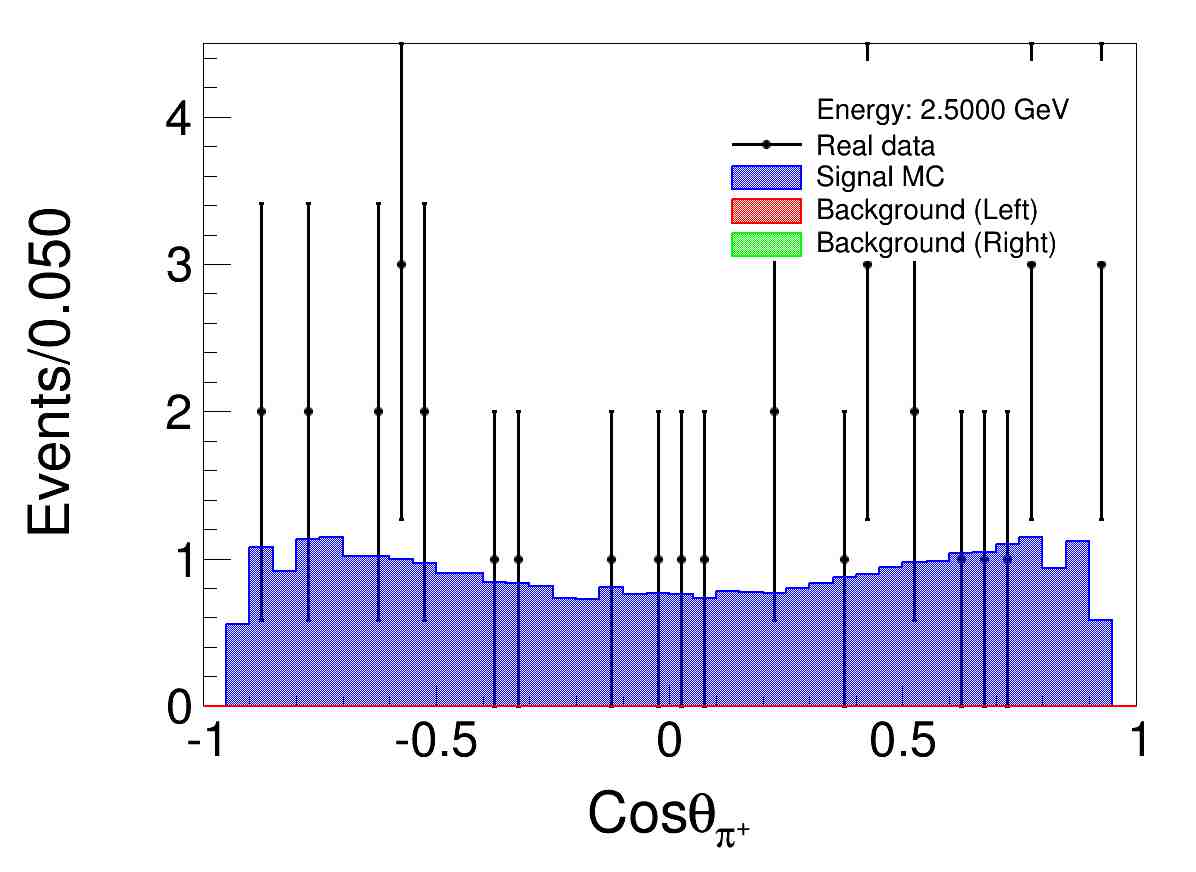 Energy: 2.5000 GeV
Real data
Signal MC
Background (Left)
Background (Right)
Events/0.050
4
3
2
1
0
-1
-0.5
0
0.5
1
Cosθπ+